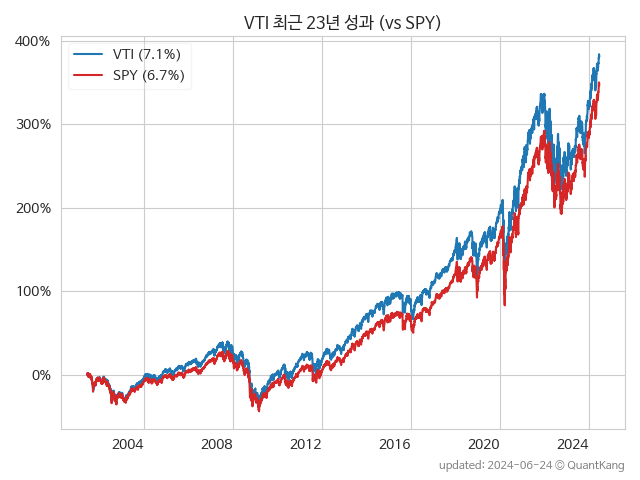 VTI 최근 23년 성과 (vs SPY)
VTI (7.1%)
SPY (6.7%)
400%
300%
200%
100%
0%
2004 2008 2012 2016 2020 2024
updated: 2024-06-24 © QuantKang